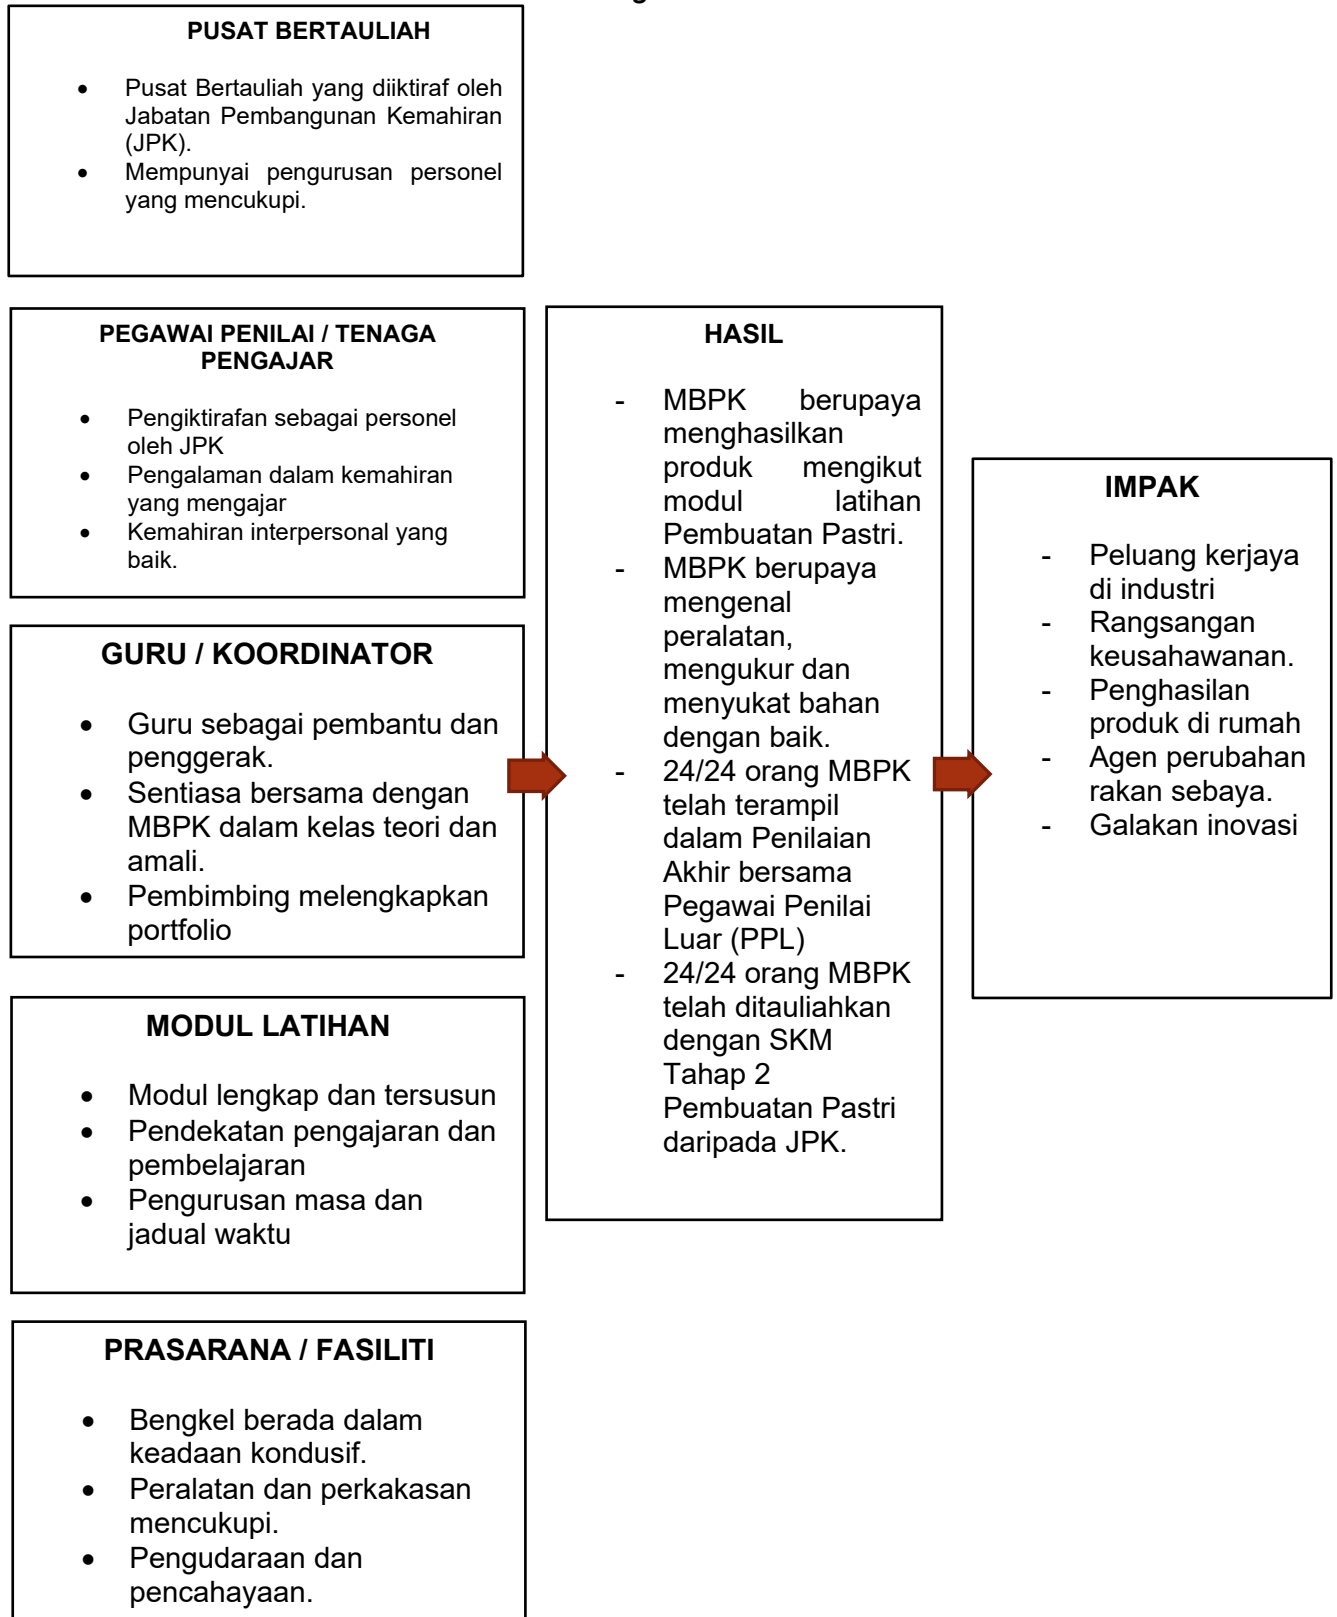 PUSAT BERTAULIAH
• Pusat Bertauliah yang diiktiraf oleh
Jabatan Pembangunan Kemahiran
(JPK).
• Mempunyai pengurusan personel
yang mencukupi.
PEGAWAI PENILAI / TENAGA
PENGAJAR
• Pengiktirafan sebagai personel
oleh JPK
• Pengalaman dalam kemahiran
yang mengajar
• Kemahiran interpersonal yang
baik.
GURU / KOORDINATOR
• Guru sebagai pembantu dan
penggerak.
• Sentiasa bersama dengan
MBPK dalam kelas teori dan
amali.
• Pembimbing melengkapkan
portfolio
MODUL LATIHAN
• Modul lengkap dan tersusun
• Pendekatan pengajaran dan
pembelajaran
• Pengurusan masa dan
jadual waktu
PRASARANA / FASILITI
• Bengkel berada dalam
keadaan kondusif.
• Peralatan dan perkakasan
mencukupi.
• Pengudaraan dan
pencahayaan.
HASIL
- MBPK berupaya
menghasilkan
produk mengikut
modul latihan
Pembuatan Pastri.
- MBPK berupaya
mengenal
peralatan,
mengukur dan
menyukat bahan
dengan baik.
- 24/24 orang MBPK
telah terampil
dalam Penilaian
Akhir bersama
Pegawai Penilai
Luar (PPL)
- 24/24 orang MBPK
telah ditauliahkan
dengan SKM
Tahap 2
Pembuatan Pastri
daripada JPK.
IMPAK
- Peluang kerjaya
di industri
- Rangsangan
keusahawanan.
- Penghasilan
produk di rumah
- Agen perubahan
rakan sebaya.
- Galakan inovasi